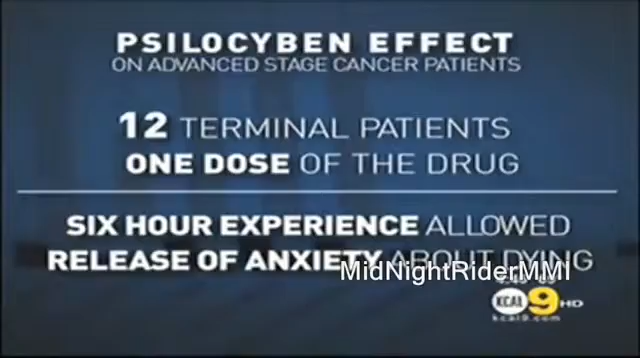 PSILOCYBEN EFFECT
ON ADVANCED STAGE CANCER PATIENTS
12 TERMINAL PATIENTS
ONE DOSE OF THE DRUG
SIX HOUR EXPERIENCE ALLOWED
RELEASE OF ANXIETY ABOUT DYING
MidNightRiderMMI
KCAL 9 HD
kcal9.com